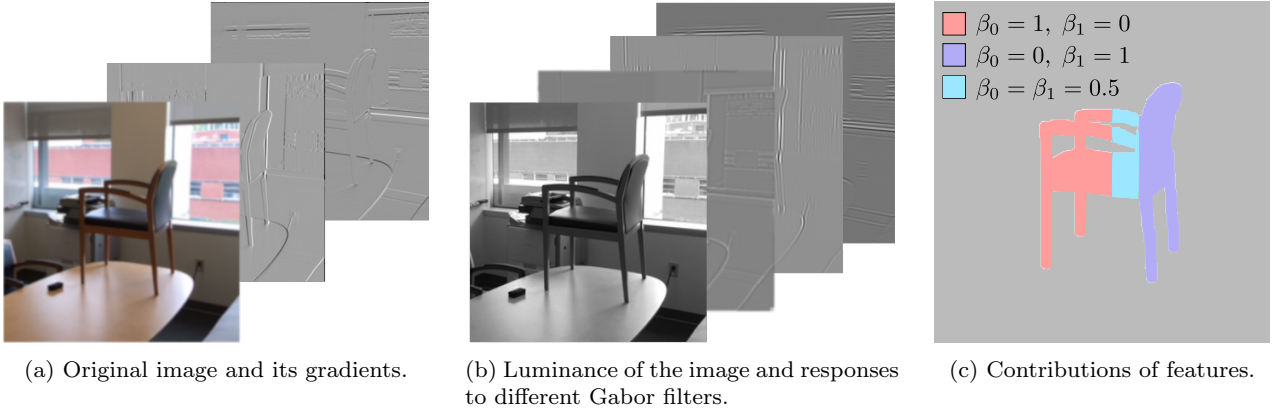 β₀ = 1, β₁ = 0
β₀ = 0, β₁ = 1
β₀ = β₁ = 0.5
(a) Original image and its gradients.
(b) Luminance of the image and responses
to different Gabor filters.
(c) Contributions of features.